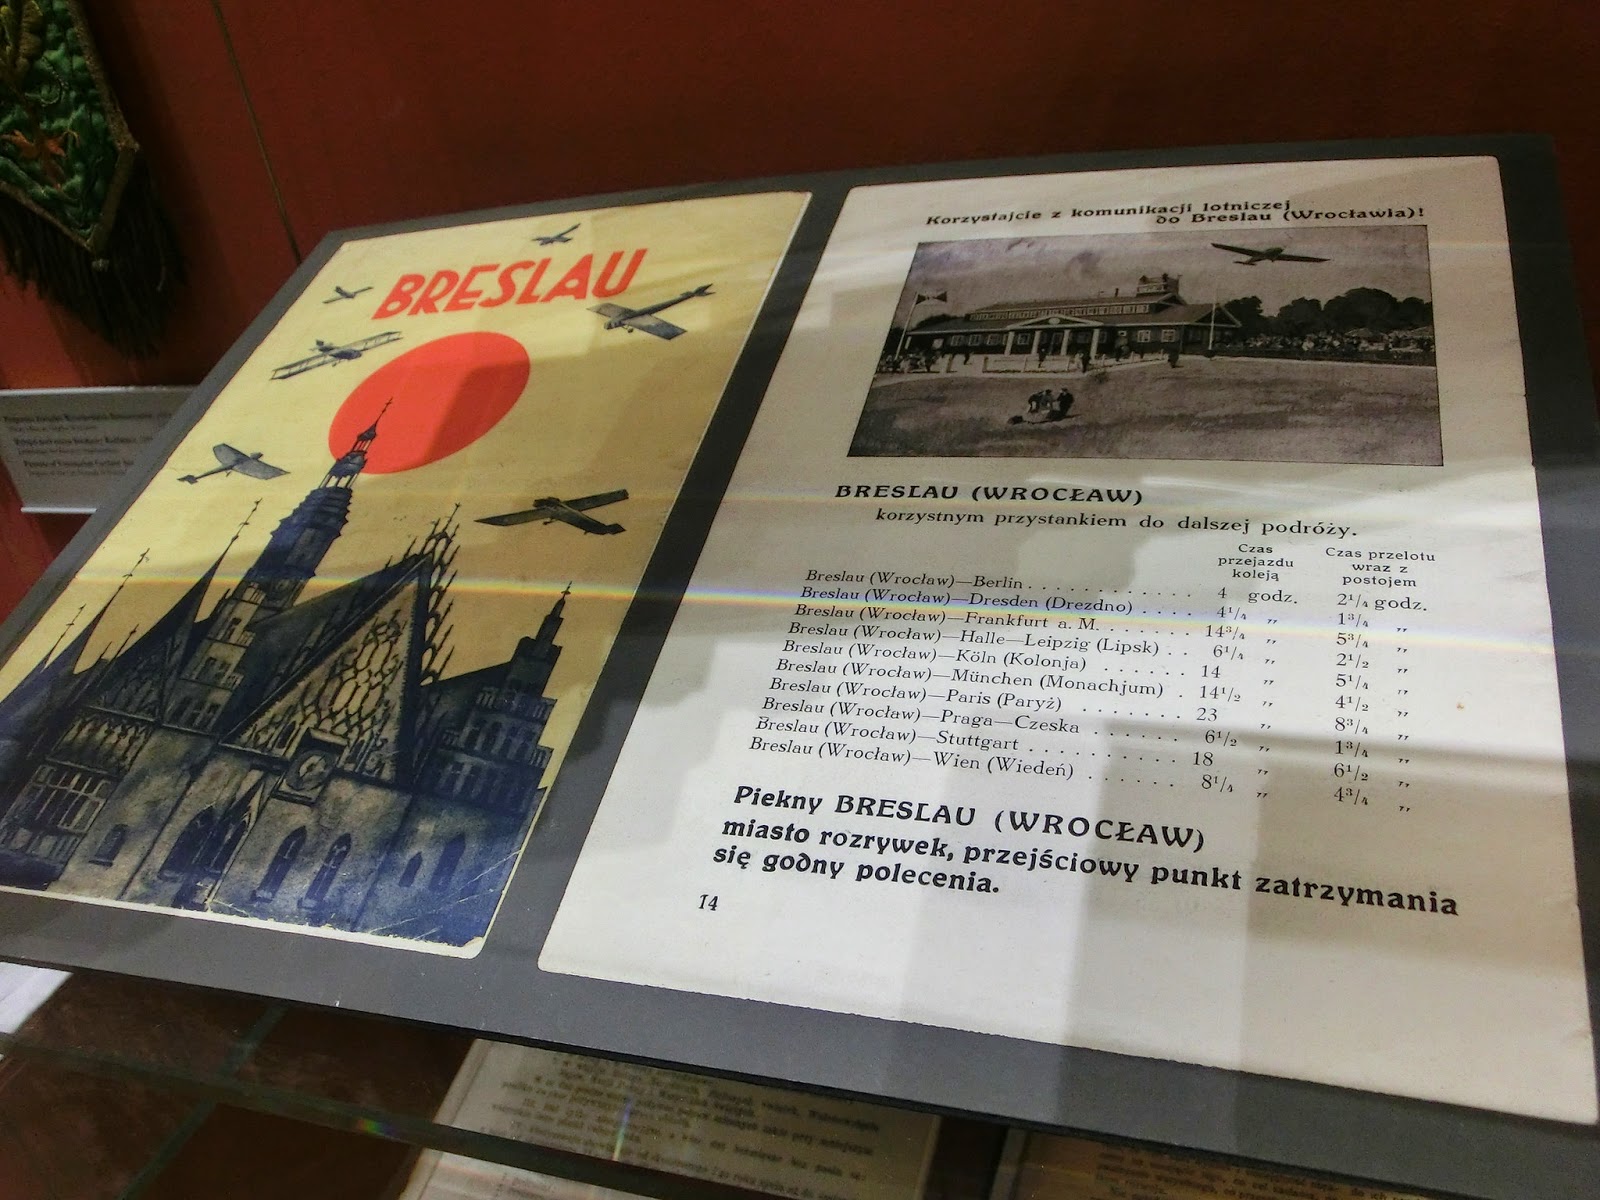 BRESLAU
Korzystajcie z komunikacji lotniczej
do Breslau (Wrocławia)!
BRESLAU (WROCŁAW)
korzystnym przystankiem do dalszej podróży.
Czas przejazdu koleją
Czas przelotu wraz z postojem
Breslau (Wrocław)—Berlin . . . . . . . . . . . . 4 godz. 2¹/₄ godz.
Breslau (Wrocław)—Dresden (Drezdno) . . . . 4¹/₄ „ 1³/₄ „
Breslau (Wrocław)—Frankfurt a. M. . . . . . . 14³/₄ „ 5³/₄ „
Breslau (Wrocław)—Halle—Leipzig (Lipsk) . . 6¹/₄ „ 2¹/₂ „
Breslau (Wrocław)—Köln (Kolonja) . . . . . . 14 „ 5¹/₄ „
Breslau (Wrocław)—München (Monachjum) . 14¹/₂ „ 4¹/₂ „
Breslau (Wrocław)—Paris (Paryż) . . . . . . . 23 „ 8³/₄ „
Breslau (Wrocław)—Praga—Czeska . . . . . . 6¹/₂ „ 1³/₄ „
Breslau (Wrocław)—Stuttgart . . . . . . . . . . 18 „ 6¹/₂ „
Breslau (Wrocław)—Wien (Wiedeń) . . . . . . 8¹/₄ „ 4³/₄ „
Piekny BRESLAU (WROCŁAW)
miasto rozrywek, przejściowy punkt zatrzymania
się godny polecenia.
14